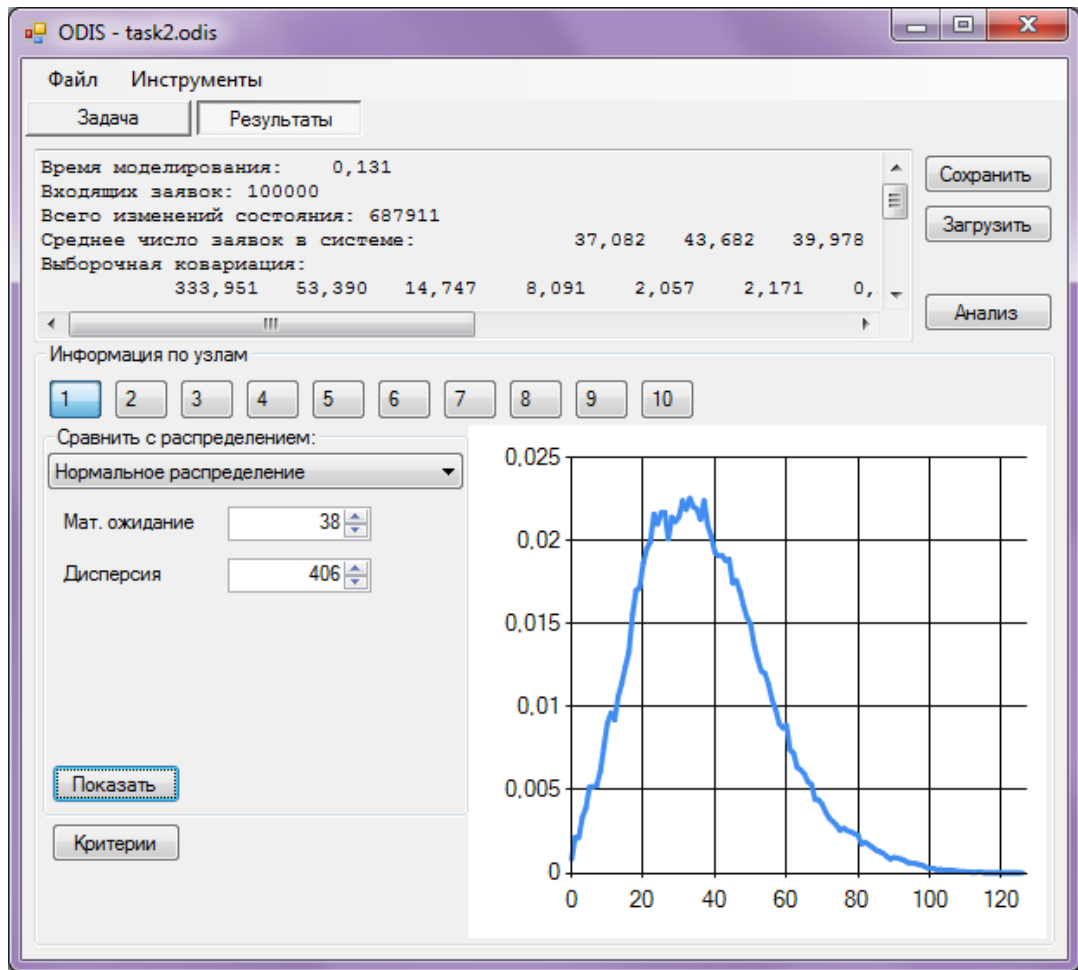 ODIS - task2.odis
Файл Инструменты
Задача Результаты
Время моделирования: 0,131
Входящих заявок: 100000
Всего изменений состояния: 687911
Среднее число заявок в системе: 37,082 43,682 39,978
Выборочная ковариация:
333,951 53,390 14,747 8,091 2,057 2,171 0,
Сохранить
Загрузить
Анализ
Информация по узлам
1 2 3 4 5 6 7 8 9 10
Сравнить с распределением:
Нормальное распределение
Мат. ожидание 38
Дисперсия 406
Показать
Критерии
0,025
0,02
0,015
0,01
0,005
0
0 20 40 60 80 100 120